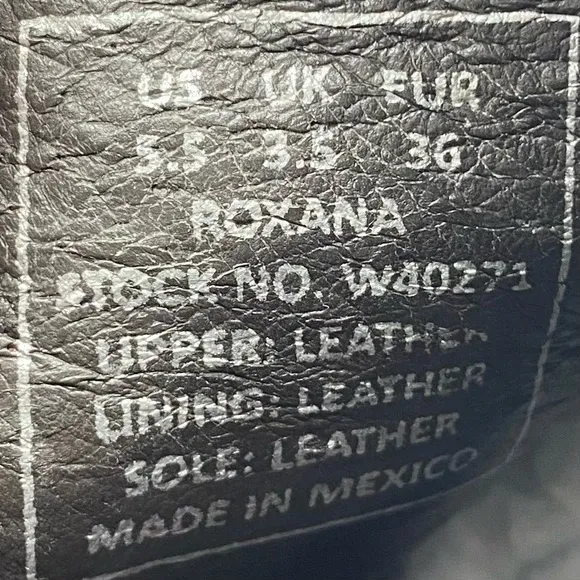 US UK EUR
5.5 3.5 36
ROXANA
STOCK NO. W40271
UPPER: LEATHER
LINING: LEATHER
SOLE: LEATHER
MADE IN MEXICO